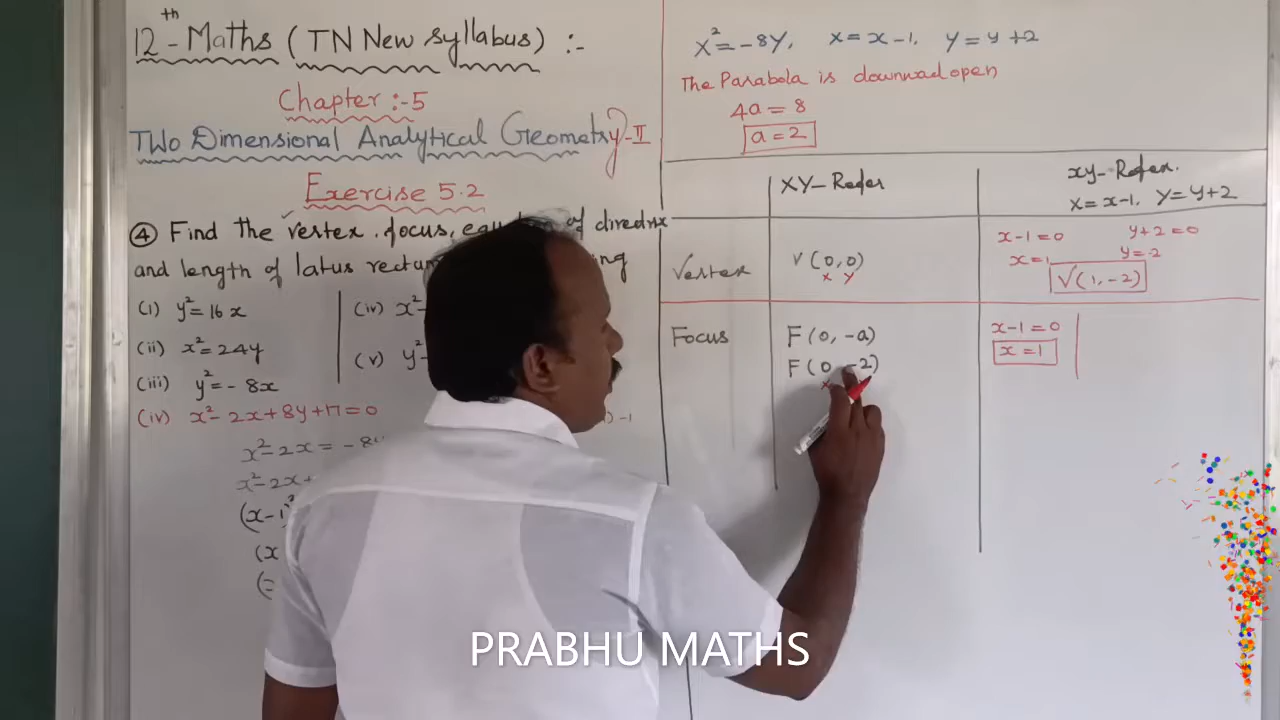 12th - Maths (TN New syllabus) :-
Chapter :-5
TWo Dimensional Analytical Geometry-II
Exercise 5.2
④ Find the vertex, focus, of directrix
and length of latus
(i) y²=16x
(ii) x²=24y
(iii) y²=-8x
(iv) x²
(v) y²
(iv) x²-2x+8y+17=0
x²-2x = -8y
x²-2x+
(x-1)²
X²=-8Y, X=x-1, Y=y+2
The Parabola is downwad open
4a = 8
a = 2
XY-Refer
xy-Refer.
X=x-1, Y=y+2
Vertex
V(0,0)
X Y
x-1=0 y+2=0
x=1 y=-2
V(1,-2)
Focus
F(0,-a)
F(0,-2)
X
x-1=0
x=1
PRABHU MATHS